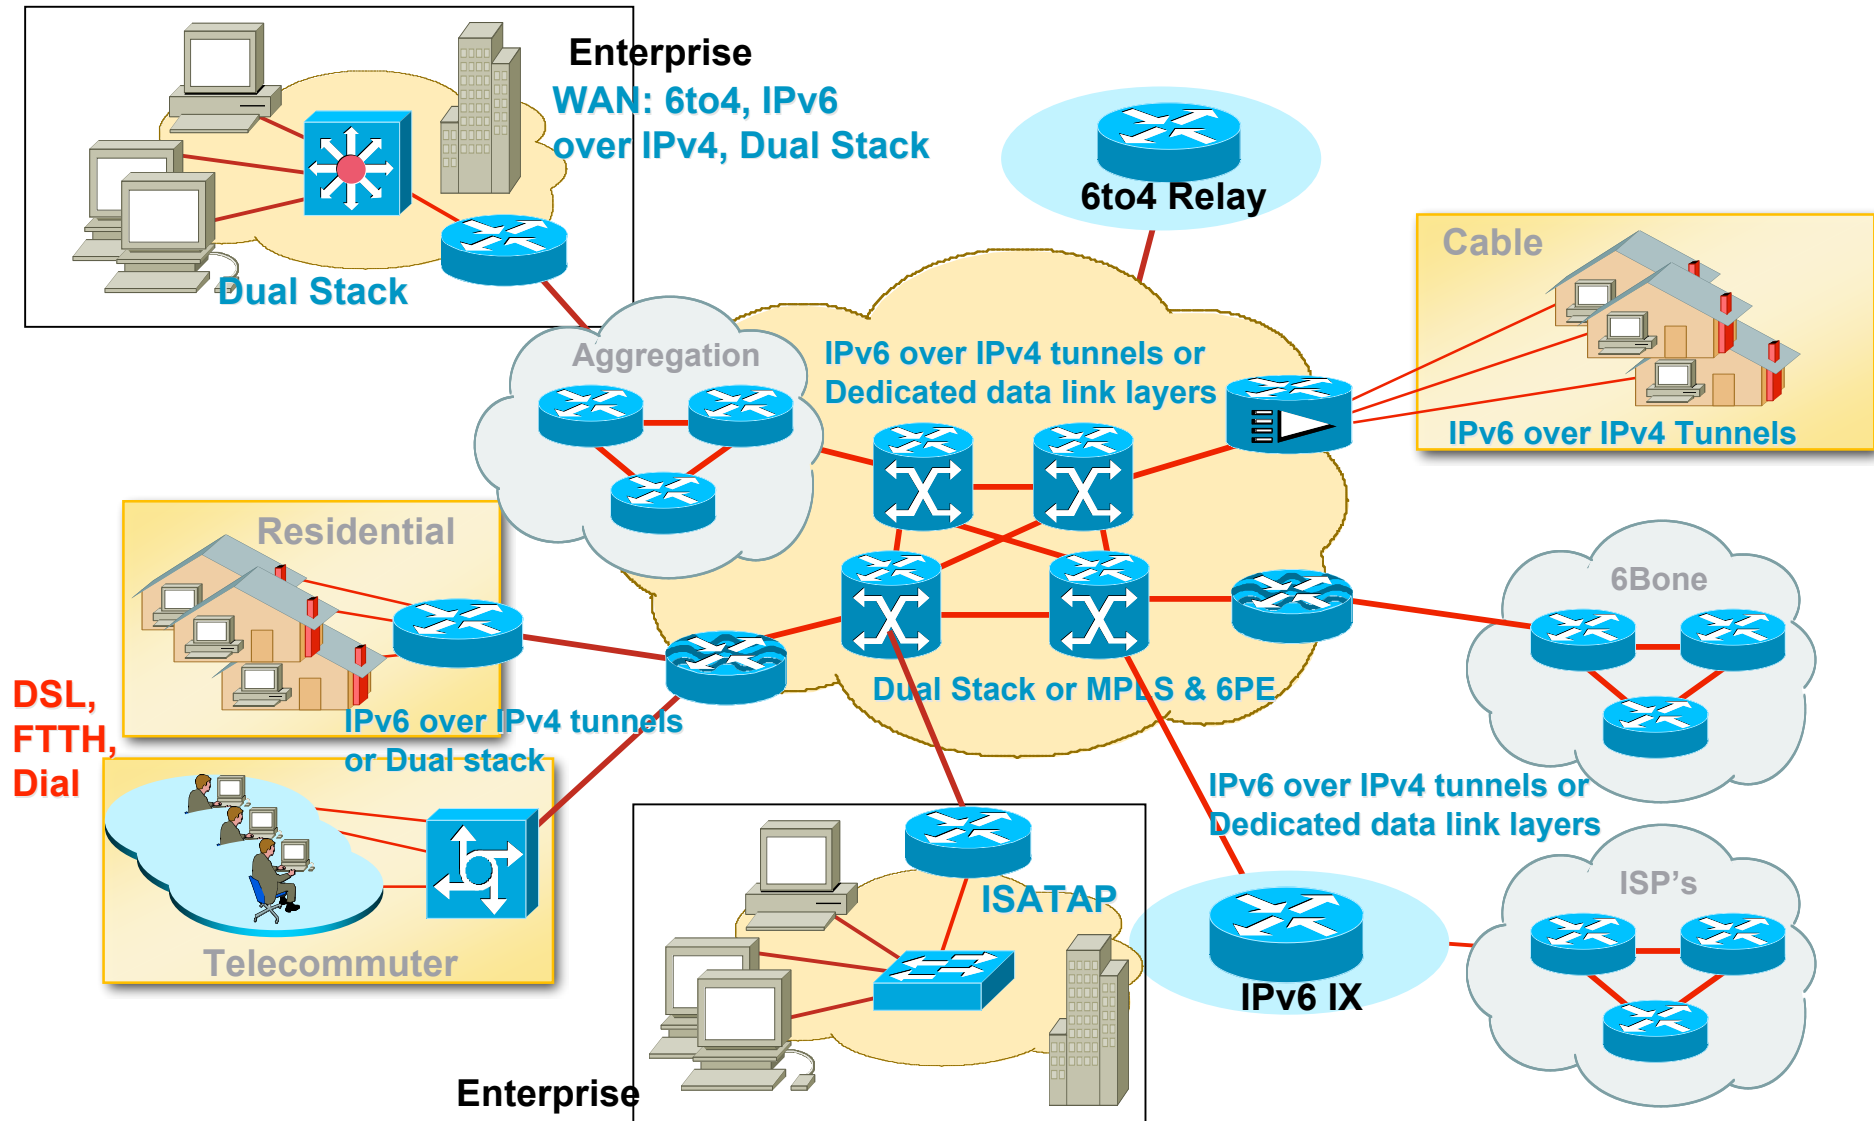 Enterprise
WAN: 6to4, IPv6
over IPv4, Dual Stack
Dual Stack
6to4 Relay
Cable
IPv6 over IPv4 Tunnels
Aggregation
IPv6 over IPv4 tunnels or
Dedicated data link layers
Residential
6Bone
DSL,
FTTH,
Dial
IPv6 over IPv4 tunnels
or Dual stack
Dual Stack or MPLS & 6PE
IPv6 over IPv4 tunnels or
Dedicated data link layers
Telecommuter
ISATAP
ISP's
IPv6 IX
Enterprise